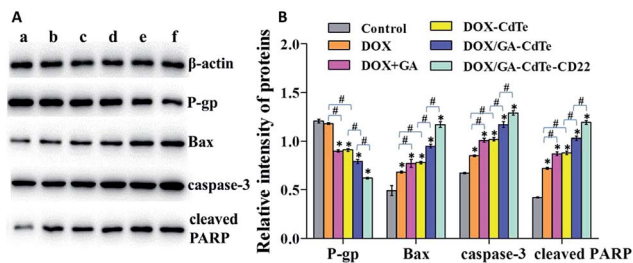 A
a b c d e f
β-actin
P-gp
Bax
caspase-3
cleaved
PARP
B
Control
DOX
DOX+GA
DOX-CdTe
DOX/GA-CdTe
DOX/GA-CdTe-CD22
Relative intensity of proteins
2.0
1.5
1.0
0.5
0.0
# # # #
* * * *
# # # #
* * * * *
# # # #
* * * * *
# # # #
* * * * *
P-gp Bax caspase-3 cleaved PARP